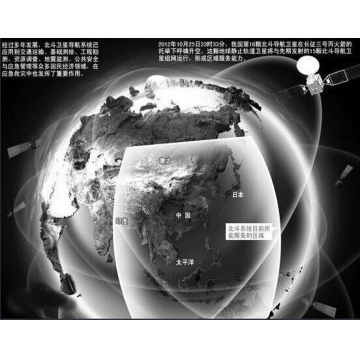 经过多年发展，北斗卫星导航系统已
应用到交通运输、基础测绘、工程勘
测、资源调查、地震监测、公共安全
与应急管理等众多国民经济领域，在
应急救灾中也发挥了重要作用。
2012年10月25日23时33分，我国第16颗北斗导航卫星在长征三号丙火箭的
托举下呼啸升空，这颗地球静止轨道卫星将与先期发射的15颗北斗导航卫
星组网运行，形成区域服务能力。
蒙古
日本
印度
中 国
北斗系统目前所
能服务的区域
太平洋